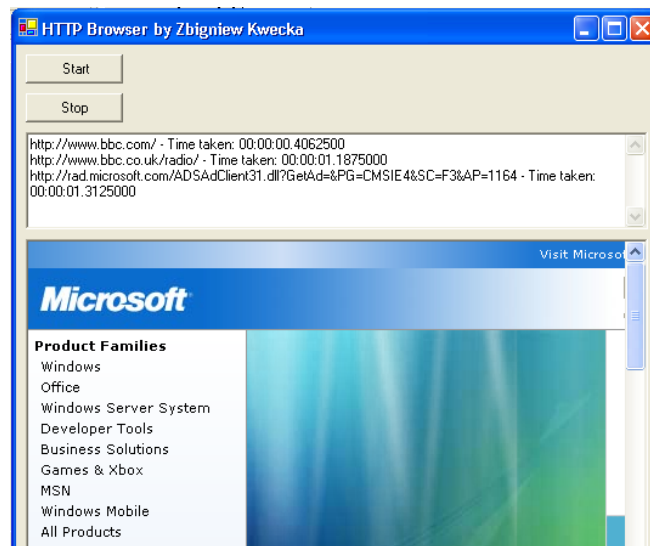 HTTP Browser by Zbigniew Kwecka
Start
Stop
http://www.bbc.com/ - Time taken: 00:00:00.4062500
http://www.bbc.co.uk/radio/ - Time taken: 00:00:01.1875000
http://rad.microsoft.com/ADSAdClient31.dll?GetAd=&PG=CMSIE4&SC=F3&AP=1164 - Time taken:
00:00:01.3125000
Visit Microsof
Microsoft
Product Families
Windows
Office
Windows Server System
Developer Tools
Business Solutions
Games & Xbox
MSN
Windows Mobile
All Products